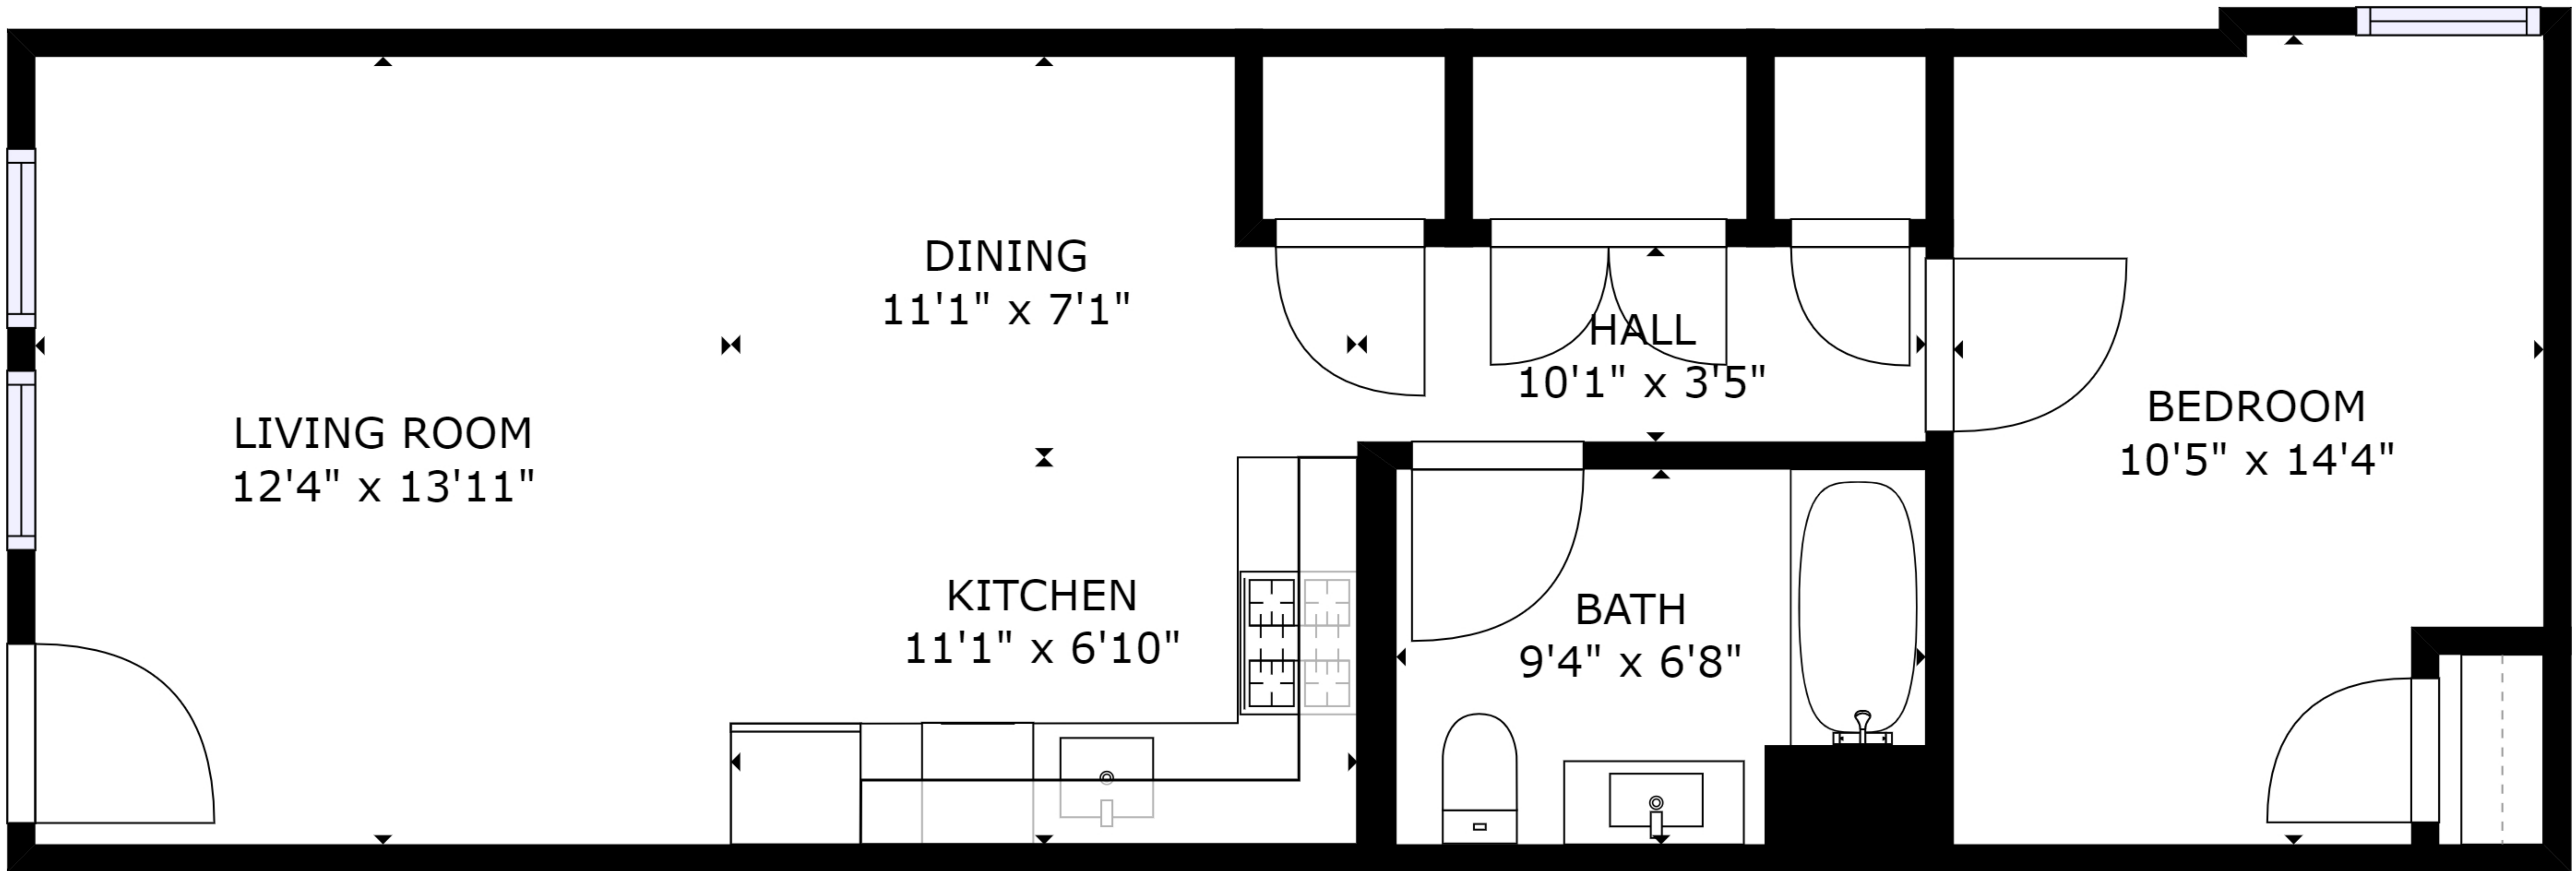 DINING
11'1" x 7'1"
HALL
10'1" x 3'5"
LIVING ROOM
12'4" x 13'11"
BEDROOM
10'5" x 14'4"
KITCHEN
11'1" x 6'10"
BATH
9'4" x 6'8"